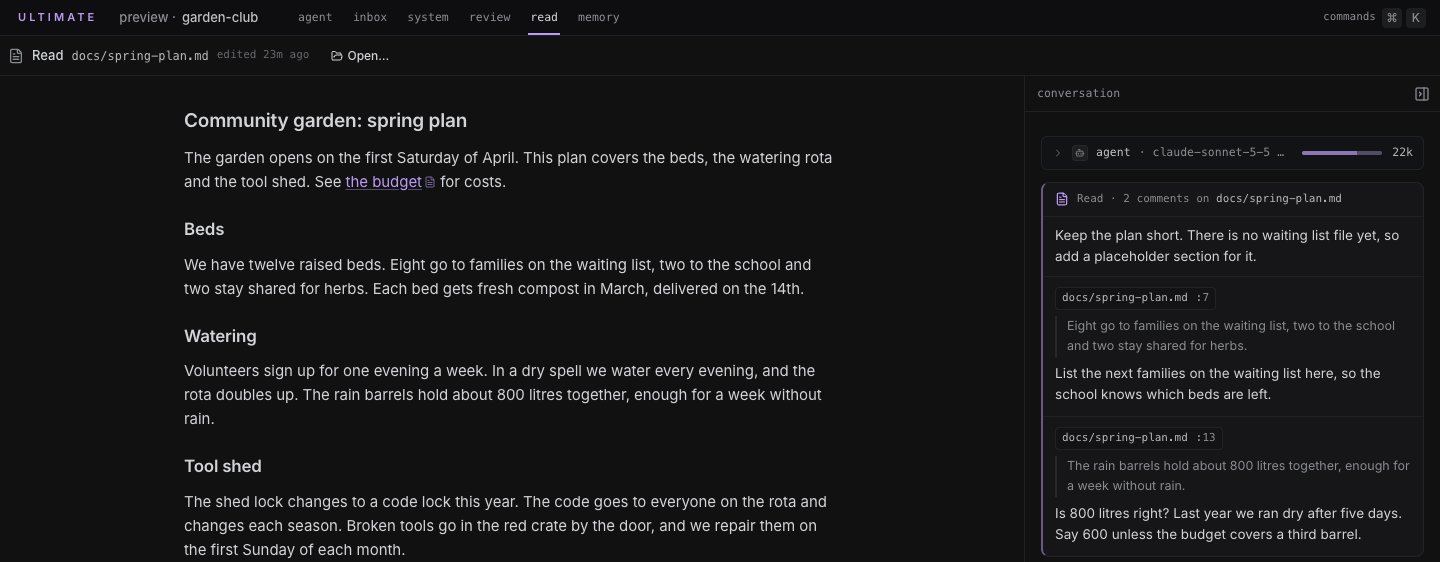 ULTIMATE preview · garden-club agent inbox system review read memory commands ⌘ K
Read docs/spring-plan.md edited 23m ago Open...
Community garden: spring plan
The garden opens on the first Saturday of April. This plan covers the beds, the watering rota
and the tool shed. See the budget for costs.
Beds
We have twelve raised beds. Eight go to families on the waiting list, two to the school and
two stay shared for herbs. Each bed gets fresh compost in March, delivered on the 14th.
Watering
Volunteers sign up for one evening a week. In a dry spell we water every evening, and the
rota doubles up. The rain barrels hold about 800 litres together, enough for a week without
rain.
Tool shed
The shed lock changes to a code lock this year. The code goes to everyone on the rota and
changes each season. Broken tools go in the red crate by the door, and we repair them on
the first Sunday of each month.
conversation
agent · claude-sonnet-5-5 … 22k
Read · 2 comments on docs/spring-plan.md
Keep the plan short. There is no waiting list file yet, so
add a placeholder section for it.
docs/spring-plan.md :7
Eight go to families on the waiting list, two to the school
and two stay shared for herbs.
List the next families on the waiting list here, so the
school knows which beds are left.
docs/spring-plan.md :13
The rain barrels hold about 800 litres together, enough for
a week without rain.
Is 800 litres right? Last year we ran dry after five days.
Say 600 unless the budget covers a third barrel.